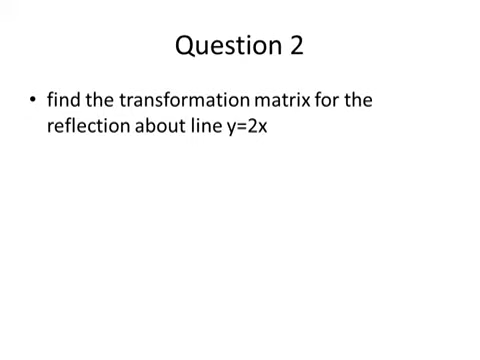 Question 2
• find the transformation matrix for the
reflection about line y=2x